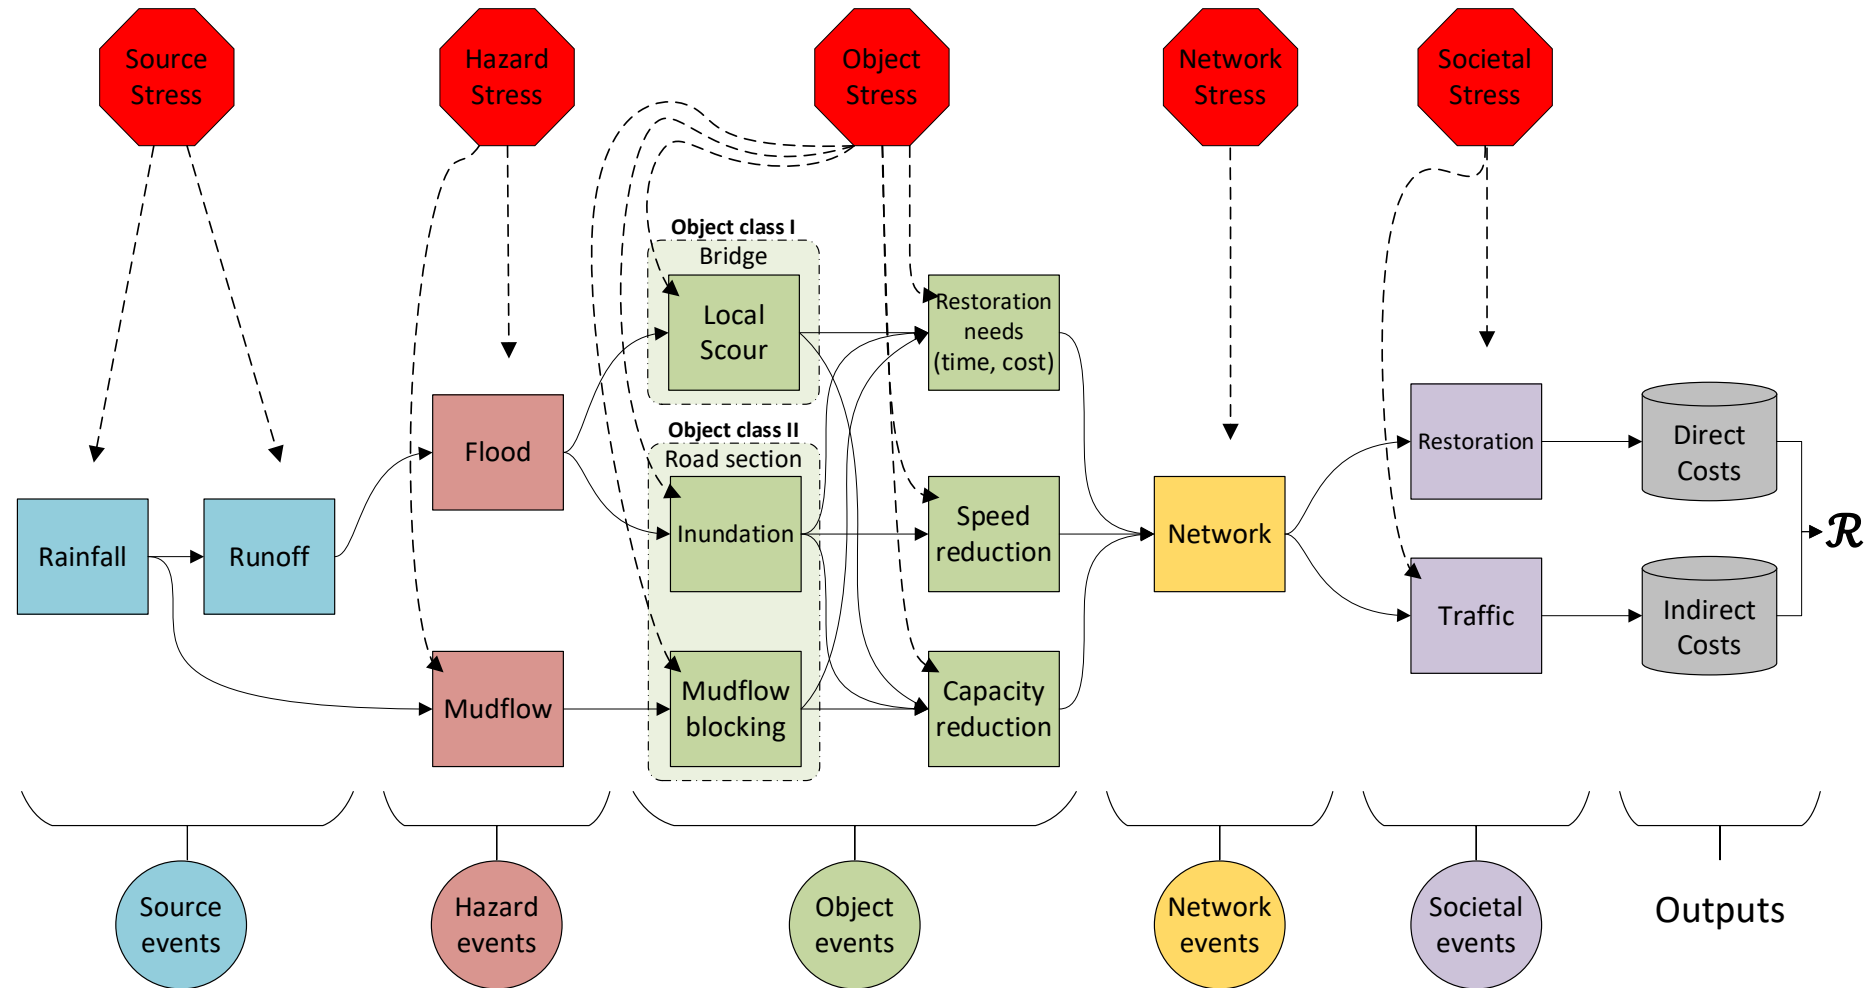 Source
Stress
Hazard
Stress
Object
Stress
Network
Stress
Societal
Stress
Object class I
Bridge
Local
Scour
Restoration
needs
(time, cost)
Flood
Object class II
Road section
Inundation
Speed
reduction
Network
Restoration
Direct
Costs
Rainfall
Runoff
ℛ
Mudflow
Mudflow
blocking
Capacity
reduction
Traffic
Indirect
Costs
Source
events
Hazard
events
Object
events
Network
events
Societal
events
Outputs